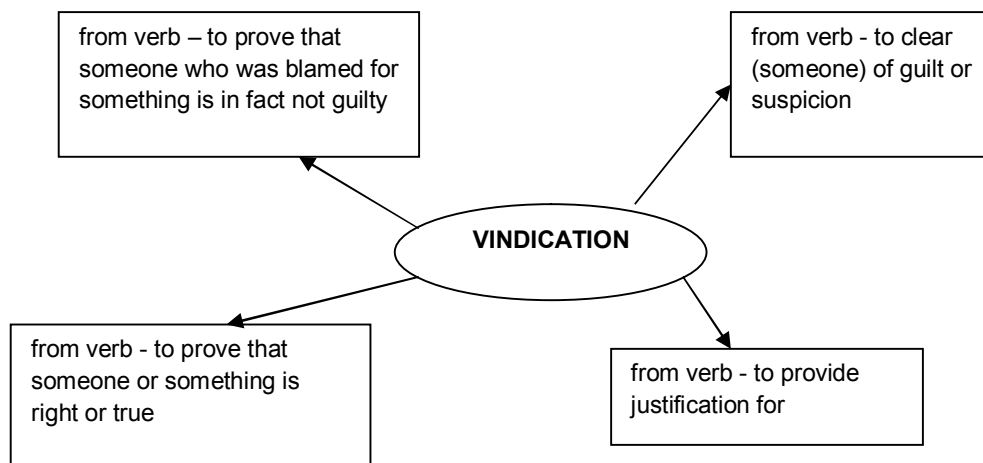 from verb – to prove that
someone who was blamed for
something is in fact not guilty
from verb - to clear
(someone) of guilt or
suspicion
VINDICATION
from verb - to prove that
someone or something is
right or true
from verb - to provide
justification for